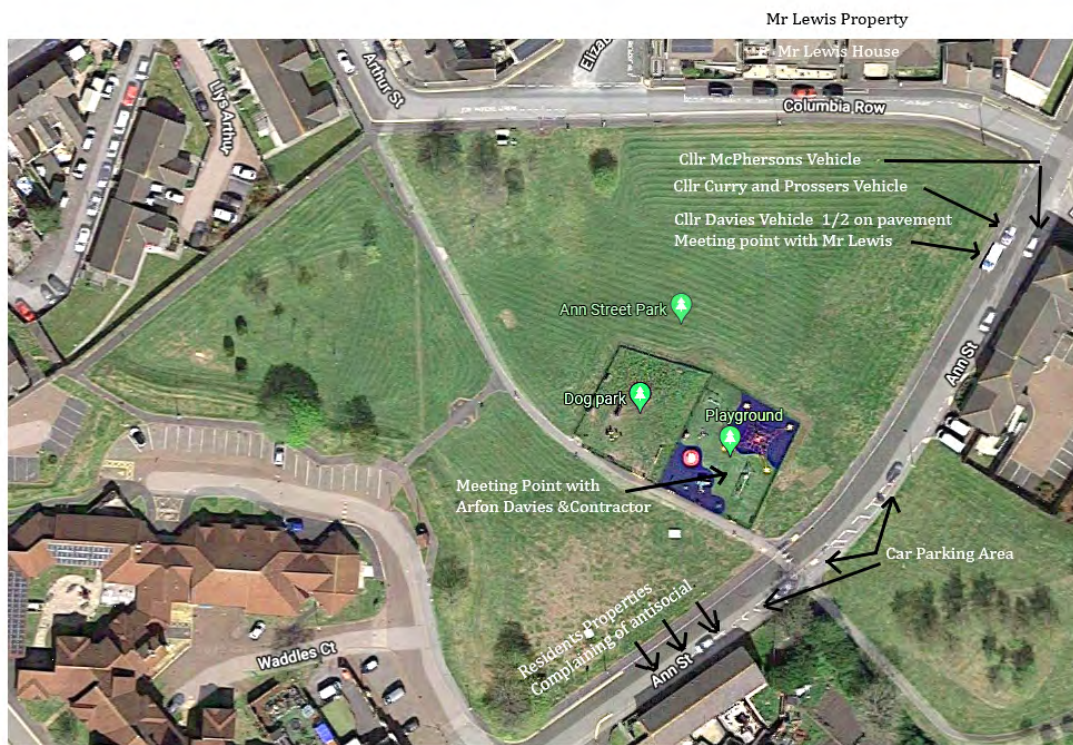 Mr Lewis Property
Mr Lewis House
Arthur St
Llys Arthur
Columbia Row
Cllr McPhersons Vehicle
Cllr Curry and Prossers Vehicle
Cllr Davies Vehicle 1/2 on pavement
Meeting point with Mr Lewis
Ann Street Park
Ann St
Dog park
Playground
Meeting Point with
Arfon Davies &Contractor
Car Parking Area
Residents Properties
Complaining of antisocial
Ann St
Waddles Ct